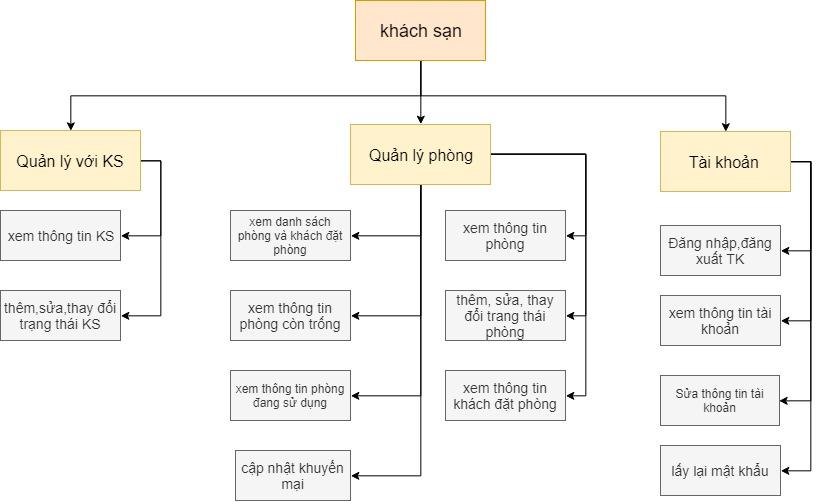 khách sạn
Quản lý với KS
Quản lý phòng
Tài khoản
xem thông tin KS
thêm,sửa,thay đổi
trạng thái KS
xem danh sách
phòng và khách đặt
phòng
xem thông tin
phòng còn trống
xem thông tin phòng
đang sử dụng
cập nhật khuyến
mại
xem thông tin
phòng
thêm, sửa, thay
đổi trang thái
phòng
xem thông tin
khách đặt phòng
Đăng nhập,đăng
xuất TK
xem thông tin tài
khoản
Sửa thông tin tài
khoản
lấy lại mật khẩu